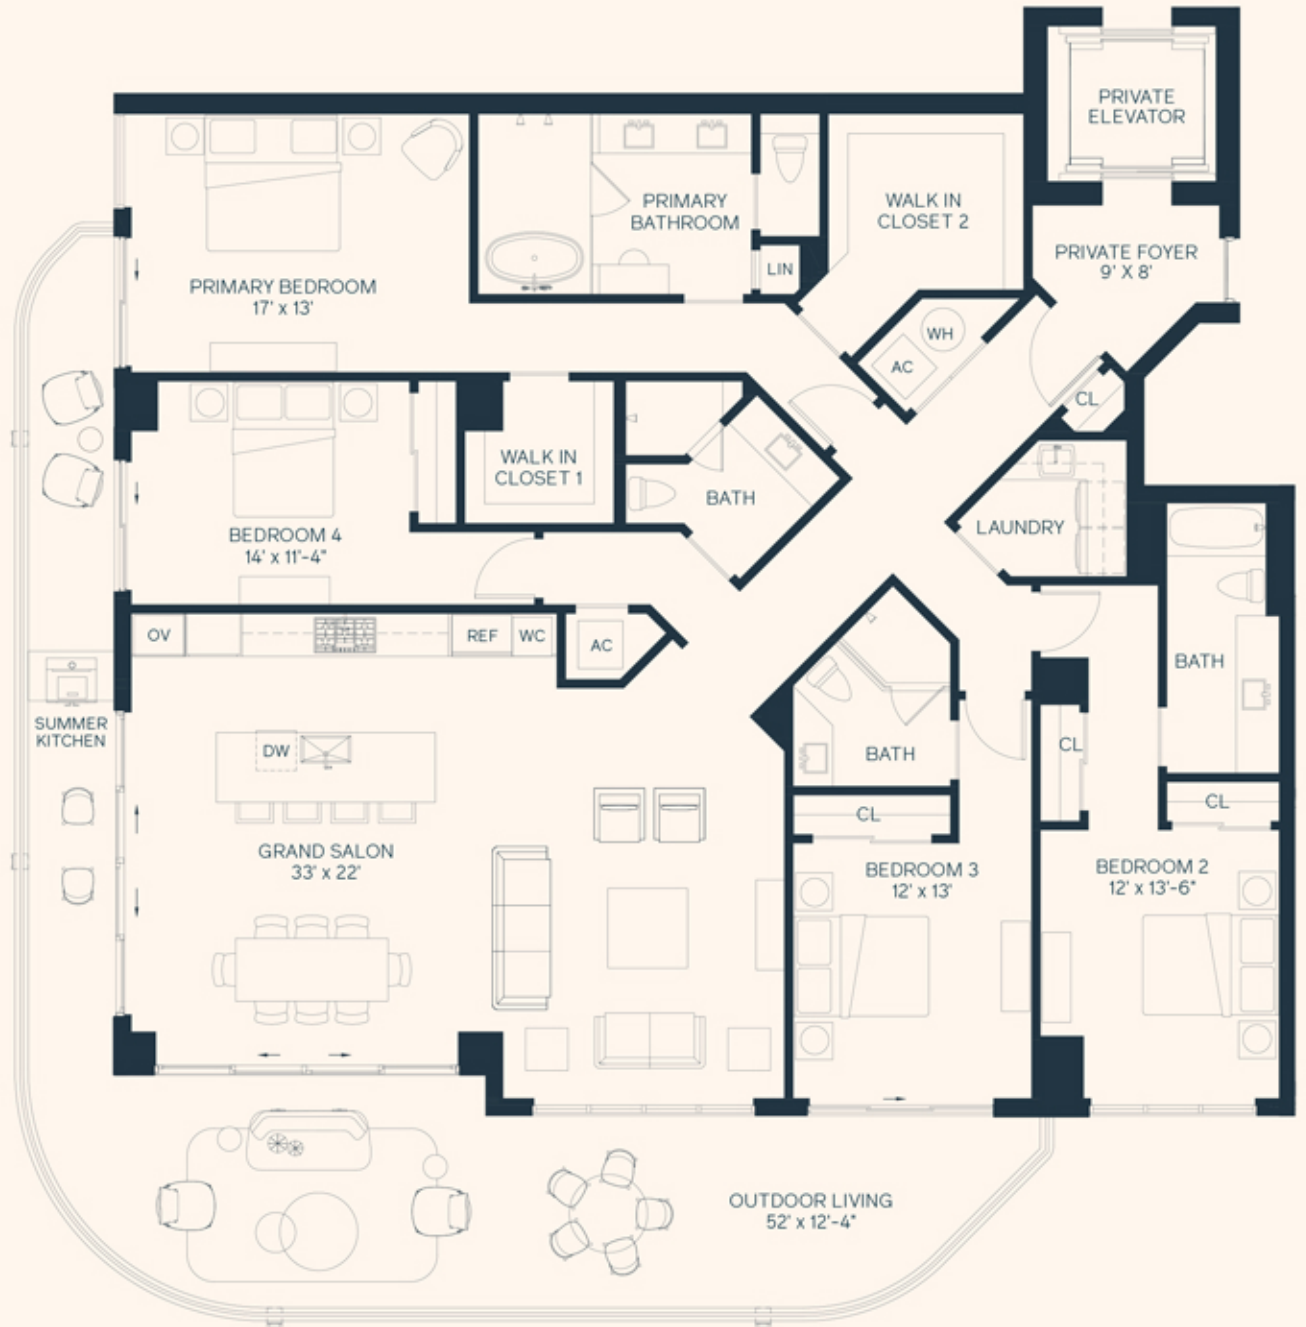 PRIVATE
ELEVATOR
PRIMARY
BATHROOM
WALK IN
CLOSET 2
PRIVATE FOYER
9' X 8'
LIN
PRIMARY BEDROOM
17' x 13'
WH
AC
CL
WALK IN
CLOSET 1
BATH
LAUNDRY
BEDROOM 4
14' x 11'-4"
OV
REF
WC
AC
BATH
SUMMER
KITCHEN
DW
BATH
CL
CL
CL
GRAND SALON
33' x 22'
BEDROOM 3
12' x 13'
BEDROOM 2
12' x 13'-6"
OUTDOOR LIVING
52' x 12'-4"